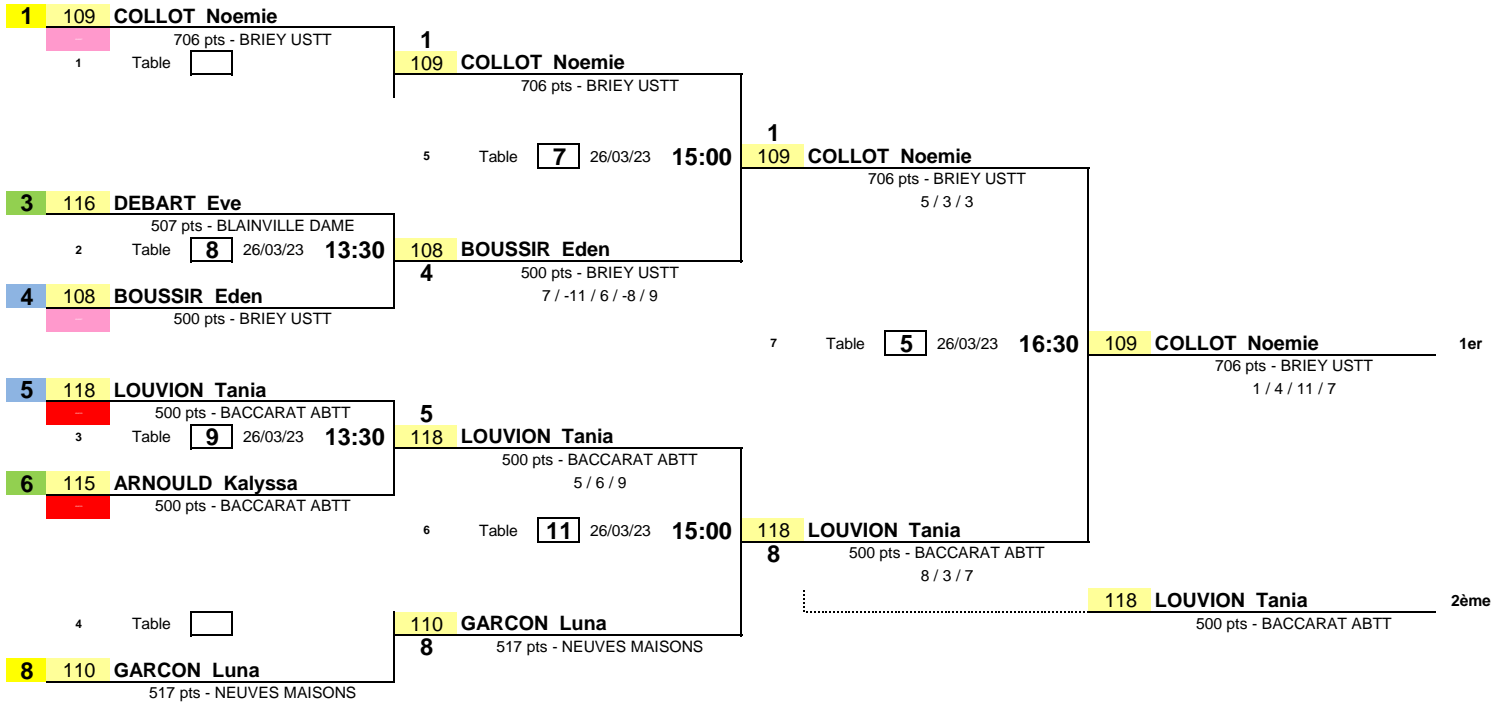 1 109 COLLOT Noemie
– 706 pts - BRIEY USTT 1
1 Table 109 COLLOT Noemie
706 pts - BRIEY USTT
1
5 Table 7 26/03/23 15:00 109 COLLOT Noemie
706 pts - BRIEY USTT
3 116 DEBART Eve 5 / 3 / 3
507 pts - BLAINVILLE DAME
2 Table 8 26/03/23 13:30 108 BOUSSIR Eden
4 500 pts - BRIEY USTT
4 108 BOUSSIR Eden 7 / -11 / 6 / -8 / 9
– 500 pts - BRIEY USTT
7 Table 5 26/03/23 16:30 109 COLLOT Noemie 1er
706 pts - BRIEY USTT
5 118 LOUVION Tania 1 / 4 / 11 / 7
– 500 pts - BACCARAT ABTT 5
3 Table 9 26/03/23 13:30 118 LOUVION Tania
500 pts - BACCARAT ABTT
6 115 ARNOULD Kalyssa 5 / 6 / 9
– 500 pts - BACCARAT ABTT
6 Table 11 26/03/23 15:00 118 LOUVION Tania
8 500 pts - BACCARAT ABTT
8 / 3 / 7
118 LOUVION Tania 2ème
4 Table 110 GARCON Luna 500 pts - BACCARAT ABTT
8 517 pts - NEUVES MAISONS
8 110 GARCON Luna
517 pts - NEUVES MAISONS